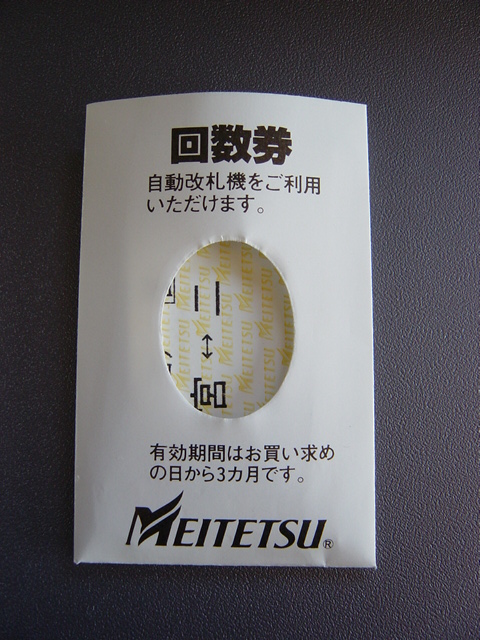 回数券
自動改札機をご利用
いただけます。
有効期間はお買い求め
の日から3カ月です。
MEITETSU®